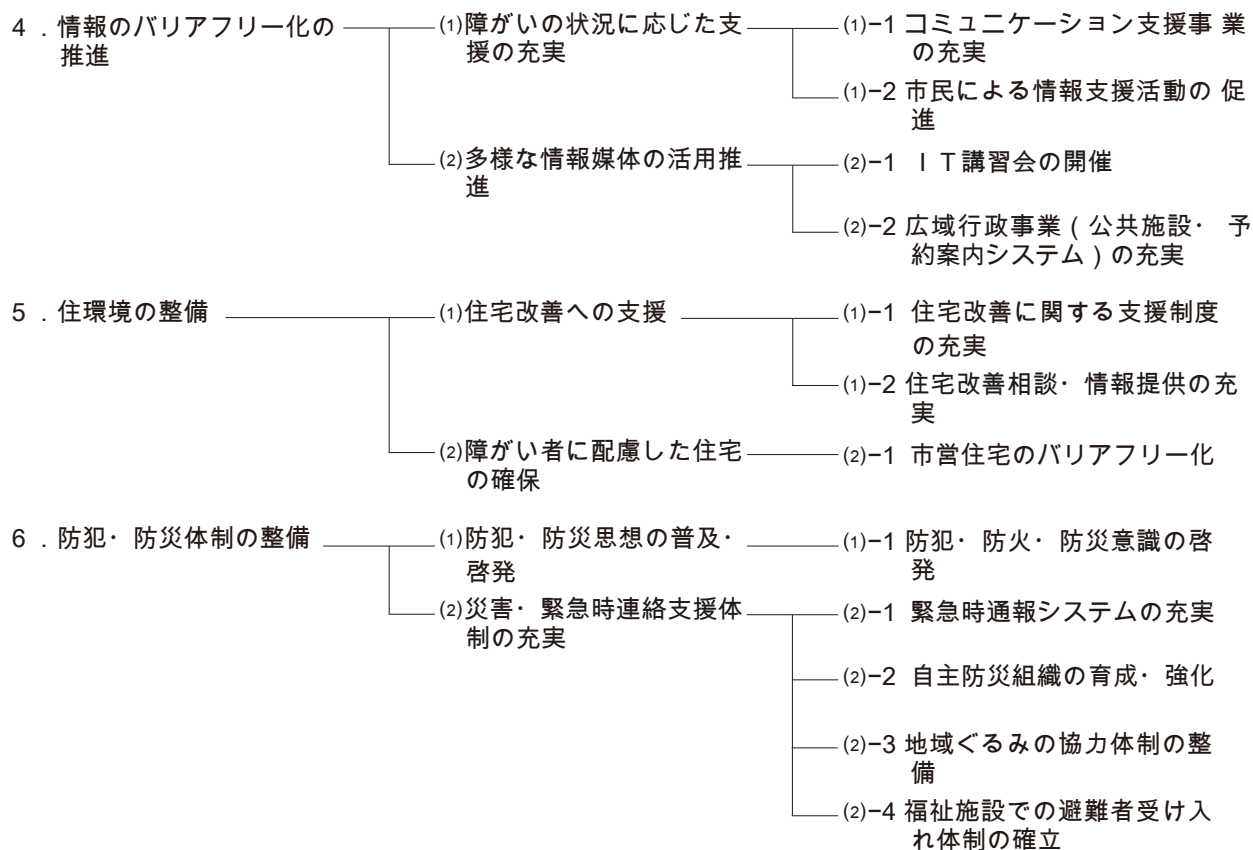 4．情報のバリアフリー化の
推進
(1)障がいの状況に応じた支
援の充実
(1)−1 コミュニケーション支援事 業
の充実
(1)−2 市民による情報支援活動の 促
進
(2)多様な情報媒体の活用推
進
(2)−1 ＩＴ講習会の開催
(2)−2 広域行政事業（公共施設・ 予
約案内システム）の充実
5．住環境の整備
(1)住宅改善への支援
(1)−1 住宅改善に関する支援制度
の充実
(1)−2 住宅改善相談・ 情報提供の充
実
(2)障がい者に配慮した住宅
の確保
(2)−1 市営住宅のバリアフリー化
6．防犯・ 防災体制の整備
(1)防犯・ 防災思想の普及・
啓発
(1)−1 防犯・ 防火・ 防災意識の啓
発
(2)災害・ 緊急時連絡支援体
制の充実
(2)−1 緊急時通報システムの充実
(2)−2 自主防災組織の育成・ 強化
(2)−3 地域ぐるみの協力体制の整
備
(2)−4 福祉施設での避難者受け入
れ体制の確立